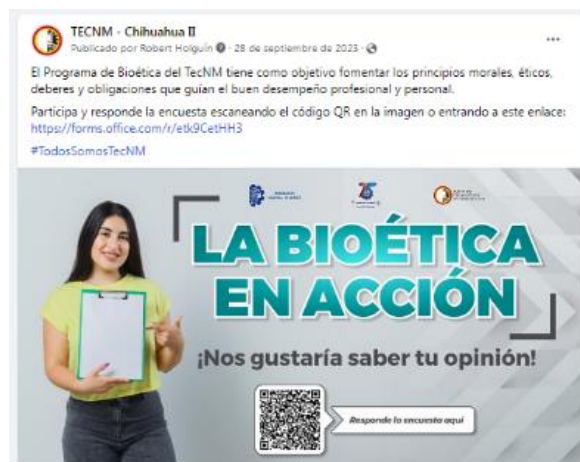 TECNM - Chihuahua II
Publicado por Robert Holguín · 28 de septiembre de 2023 ·
El Programa de Bioética del TecNM tiene como objetivo fomentar los principios morales, éticos,
deberes y obligaciones que guían el buen desempeño profesional y personal.
Participa y responde la encuesta escaneando el código QR en la imagen o entrando a este enlace:
https://forms.office.com/r/etk9CetHH3
#TodosSomosTecNM
LA BIOÉTICA
EN ACCIÓN
¡Nos gustaría saber tu opinión!
Responde la encuesta aquí